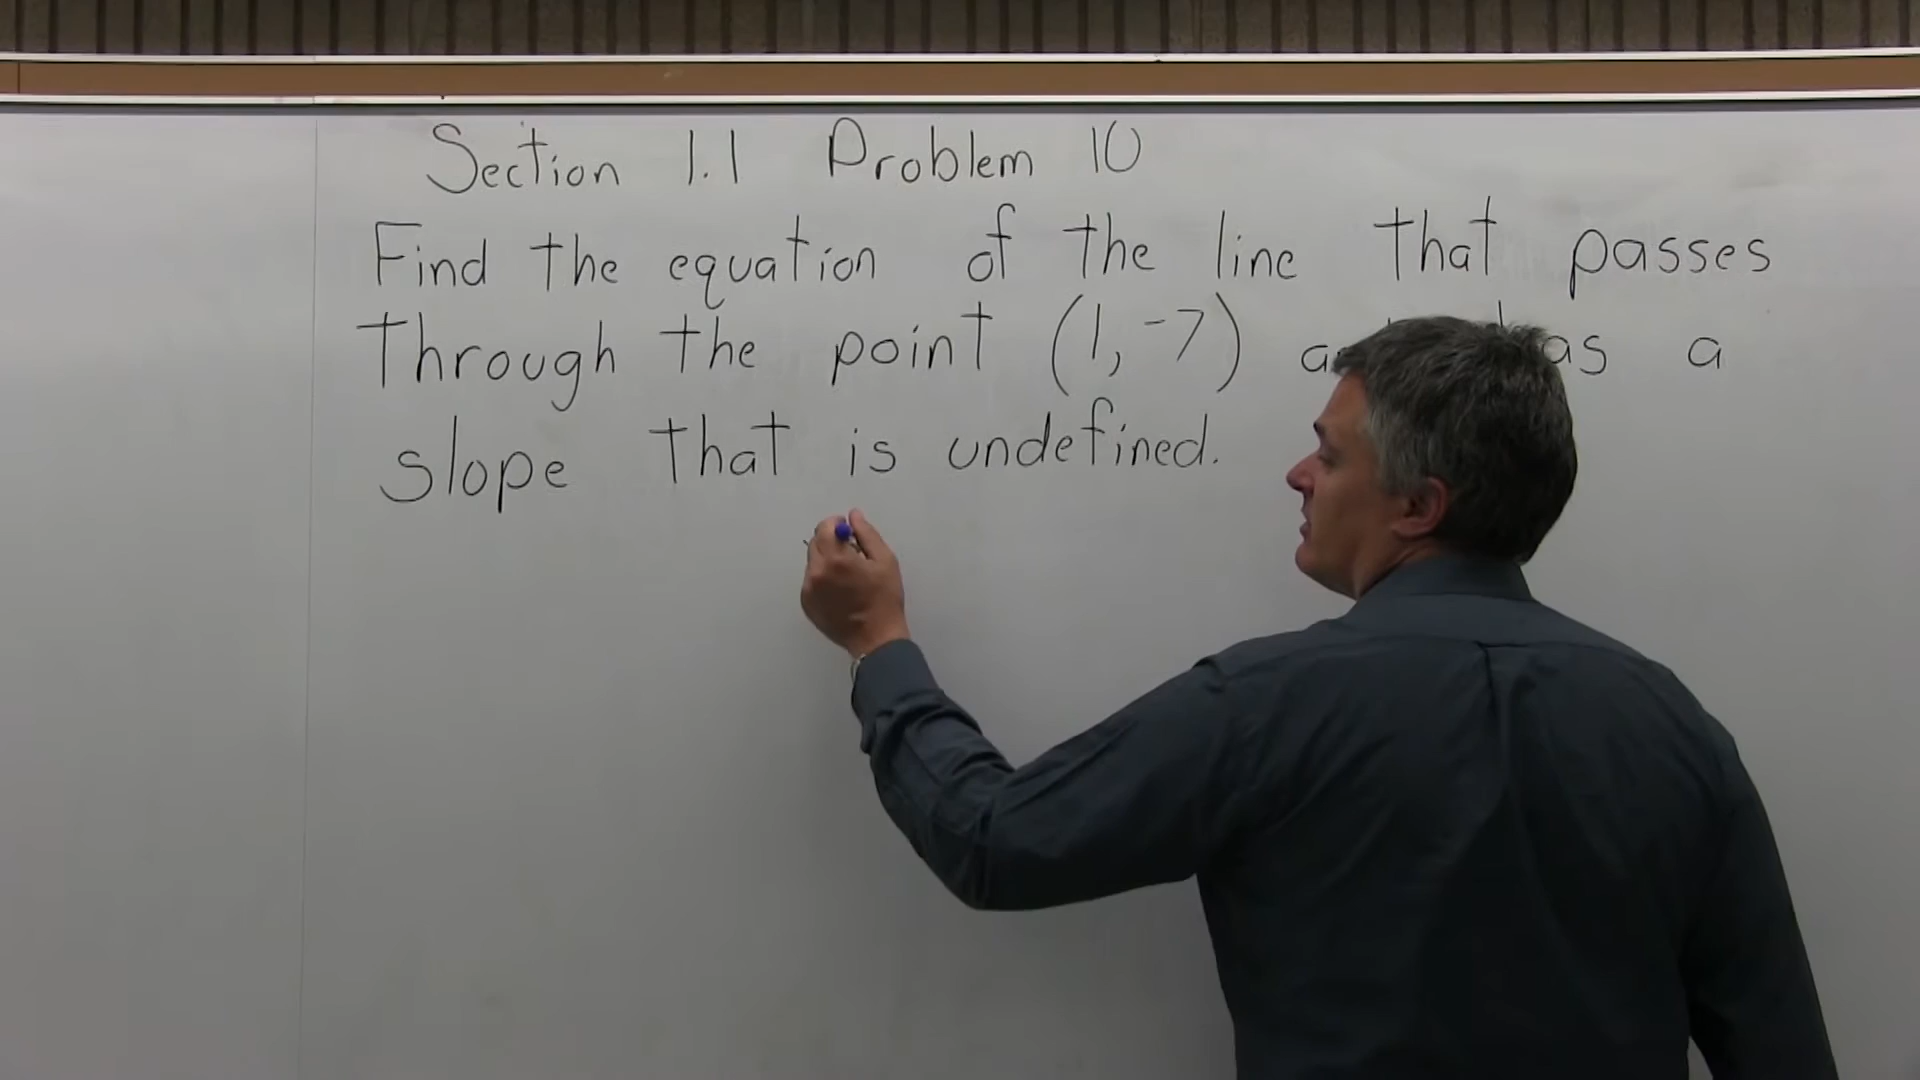 Section 1.1 Problem 10
Find the equation of the line that passes
through the point (1, -7) as a
slope that is undefined.